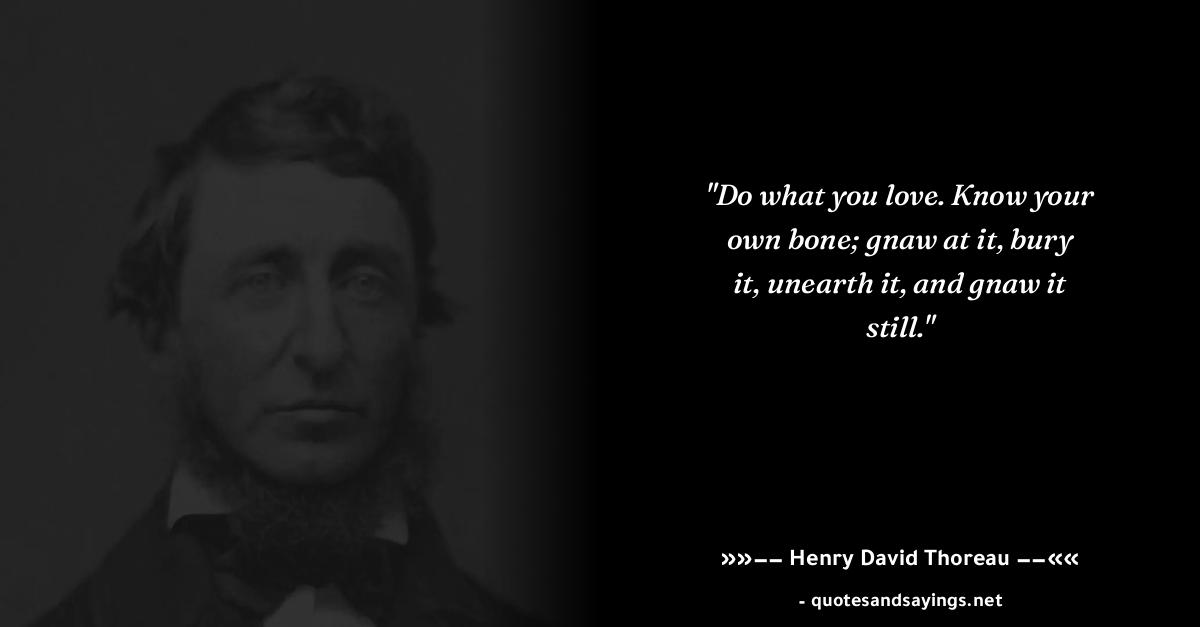 "Do what you love. Know your
own bone; gnaw at it, bury
it, unearth it, and gnaw it
still."
»»−− Henry David Thoreau −−««
- quotesandsayings.net